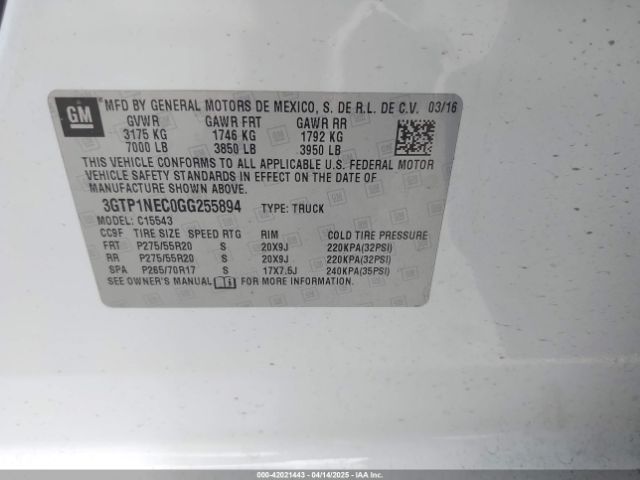 GM
MFD BY GENERAL MOTORS DE MEXICO, S. DE R.L. DE C.V. 03/16
GVWR GAWR FRT GAWR RR
3175 KG 1746 KG 1792 KG
7000 LB 3850 LB 3950 LB
THIS VEHICLE CONFORMS TO ALL APPLICABLE U.S. FEDERAL MOTOR
VEHICLE SAFETY STANDARDS IN EFFECT ON THE DATE OF
MANUFACTURE SHOWN ABOVE.
3GTP1NEC0GG255894 TYPE: TRUCK
MODEL: C15543
CC9F TIRE SIZE SPEED RTG RIM COLD TIRE PRESSURE
FRT P275/55R20 S 20X9J 220KPA(32PSI)
RR P275/55R20 S 20X9J 220KPA(32PSI)
SPA P265/70R17 S 17X7.5J 240KPA(35PSI)
SEE OWNER'S MANUAL FOR MORE INFORMATION.
000-42021443 - 04/14/2025 - IAAI.COM